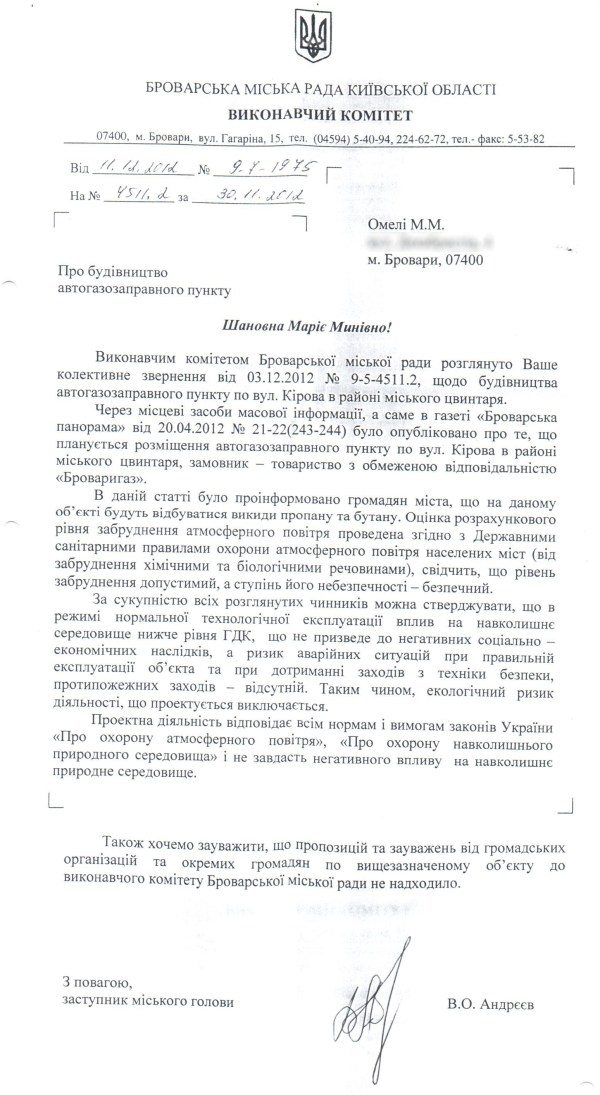 БРОВАРСЬКА МІСЬКА РАДА КИЇВСЬКОЇ ОБЛАСТІ
ВИКОНАВЧИЙ КОМІТЕТ
07400, м. Бровари, вул. Гагаріна, 15, тел. (04594) 5-40-94, 224-62-72, тел.- факс: 5-53-82
Від 11.12.2012 № 9.7-1975
На № 4511.2 за 30.11.2012
Омелі М.М.
м. Бровари, 07400
Про будівництво
автогазозаправного пункту
Шановна Маріє Минівно!
Виконавчим комітетом Броварської міської ради розглянуто Ваше
колективне звернення від 03.12.2012 № 9-5-4511.2, щодо будівництва
автогазозаправного пункту по вул. Кірова в районі міського цвинтаря.
Через місцеві засоби масової інформації, а саме в газеті «Броварська
панорама» від 20.04.2012 № 21-22(243-244) було опубліковано про те, що
планується розміщення автогазозаправного пункту по вул. Кірова в районі
міського цвинтаря, замовник – товариство з обмеженою відповідальністю
«Броваригаз».
В даній статті було проінформовано громадян міста, що на даному
об’єкті будуть відбуватися викиди пропану та бутану. Оцінка розрахункового
рівня забруднення атмосферного повітря проведена згідно з Державними
санітарними правилами охорони атмосферного повітря населених міст (від
забруднення хімічними та біологічними речовинами), свідчить, що рівень
забруднення допустимий, а ступінь його небезпечності – безпечний.
За сукупністю всіх розглянутих чинників можна стверджувати, що в
режимі нормальної технологічної експлуатації вплив на навколишнє
середовище нижче рівня ГДК, що не призведе до негативних соціально –
економічних наслідків, а ризик аварійних ситуацій при правильній
експлуатації об’єкта та при дотриманні заходів з техніки безпеки,
протипожежних заходів – відсутній. Таким чином, екологічний ризик
діяльності, що проектується виключається.
Проектна діяльність відповідає всім нормам і вимогам законів України
«Про охорону атмосферного повітря», «Про охорону навколишнього
природного середовища» і не завдасть негативного впливу на навколишнє
природне середовище.
Також хочемо зауважити, що пропозицій та зауважень від громадських
організацій та окремих громадян по вищезазначеному об’єкту до
виконавчого комітету Броварської міської ради не надходило.
З повагою,
заступник міського голови
В.О. Андрєєв